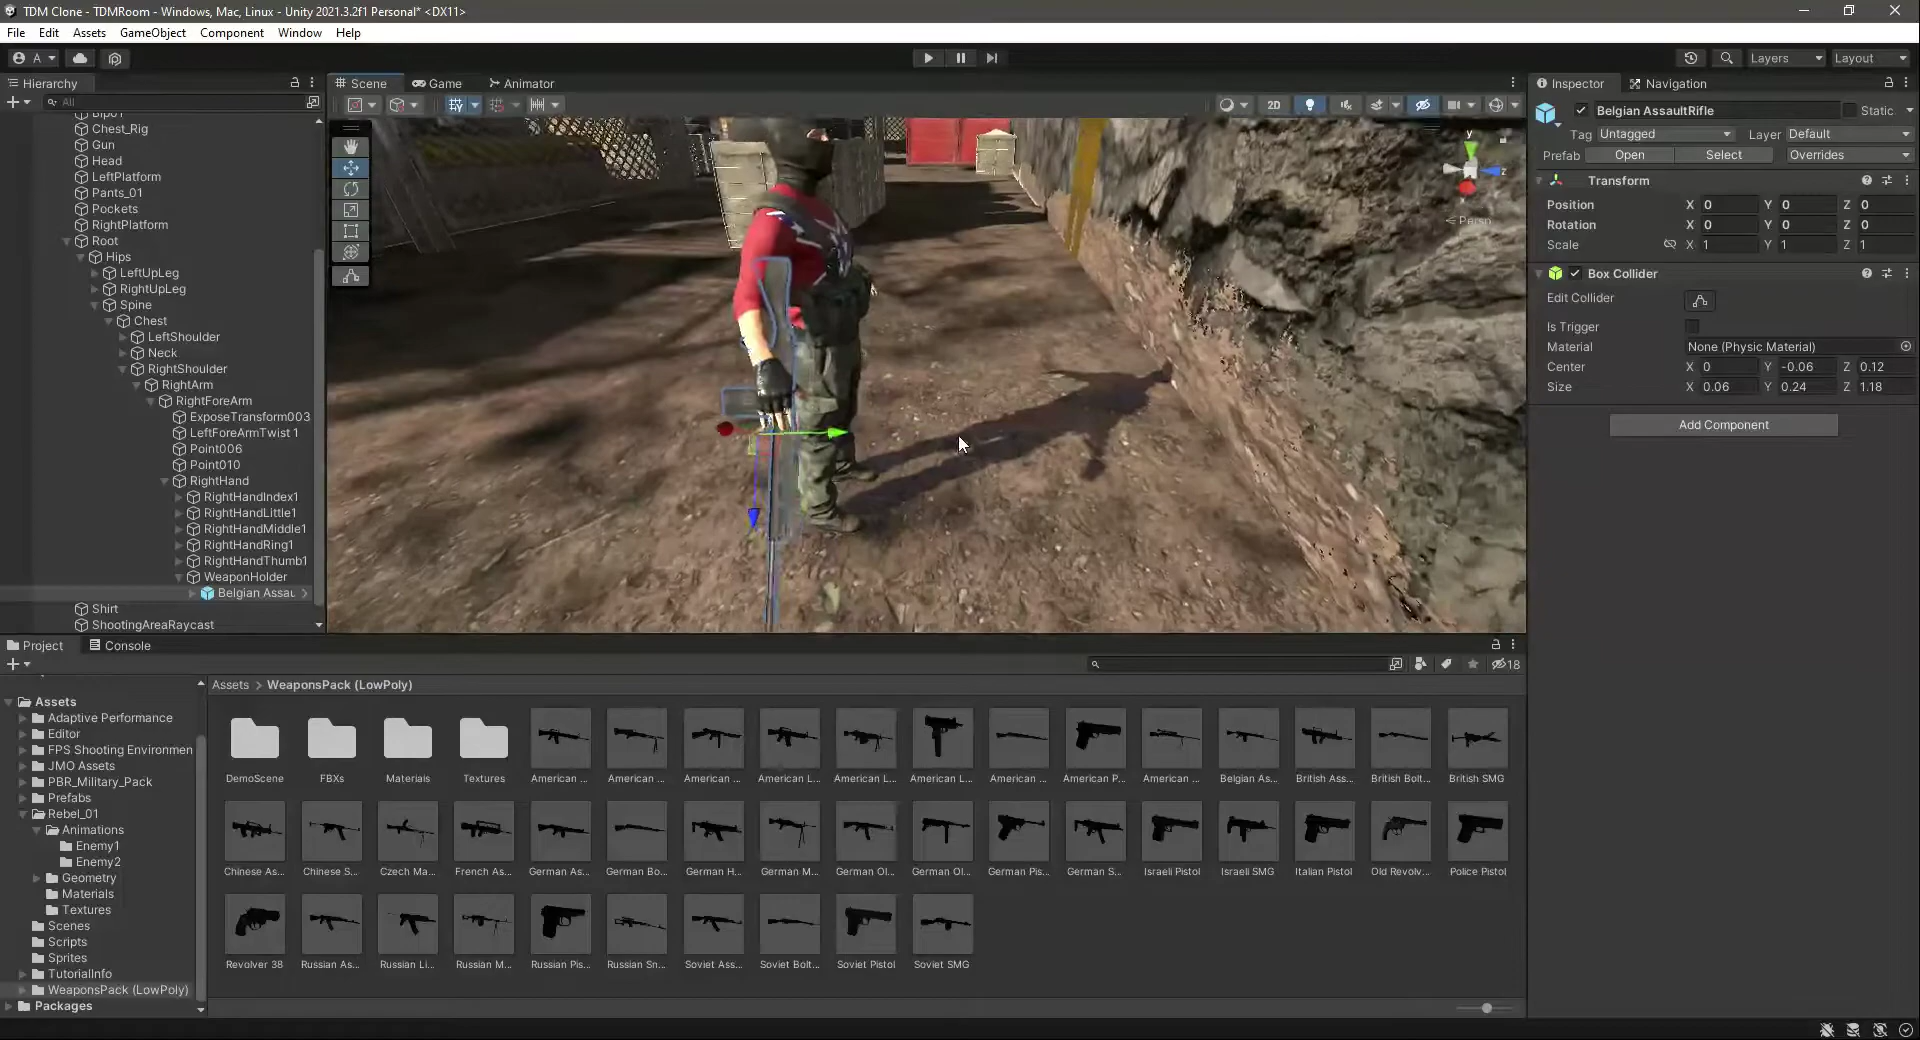 TDM Clone - TDMRoom - Windows, Mac, Linux - Unity 2021.3.2f1 Personal* <DX11>
File Edit Assets GameObject Component Window Help
A Layers Layout
Hierarchy Scene Game Animator Inspector Navigation
All 2D
Chest_Rig
Gun
Head
LeftPlatform
Pants_01
Pockets
RightPlatform
Root
Hips
LeftUpLeg
RightUpLeg
Spine
Chest
LeftShoulder
Neck
RightShoulder
RightArm
RightForeArm
ExposeTransform003
LeftForeArmTwist 1
Point006
Point010
RightHand
RightHandIndex1
RightHandLittle1
RightHandMiddle1
RightHandRing1
RightHandThumb1
WeaponHolder
Belgian Assau
Shirt
ShootingAreaRaycast
y
z
< Persp
Belgian AssaultRifle Static
Tag Untagged Layer Default
Prefab Open Select Overrides
Transform
Position X 0 Y 0 Z 0
Rotation X 0 Y 0 Z 0
Scale X 1 Y 1 Z 1
Box Collider
Edit Collider
Is Trigger
Material None (Physic Material)
Center X 0 Y -0.06 Z 0.12
Size X 0.06 Y 0.24 Z 1.18
Add Component
Project Console
18
Assets > WeaponsPack (LowPoly)
Assets
Adaptive Performance
Editor
FPS Shooting Environmen
JMO Assets
PBR_Military_Pack
Prefabs
Rebel_01
Animations
Enemy1
Enemy2
Geometry
Materials
Textures
Scenes
Scripts
Sprites
TutorialInfo
WeaponsPack (LowPoly)
Packages
DemoScene FBXs Materials Textures American ... American ... American ... American L... American L... American L... American ... American P... American ... Belgian As... British Ass... British Bolt... British SMG
Chinese As... Chinese S... Czech Ma... French As... German As... German Bo... German H... German M... German Ol... German Ol... German Pis... German S... Israeli Pistol Israeli SMG Italian Pistol Old Revolv... Police Pistol
Revolver 38 Russian As... Russian Li... Russian M... Russian Pis... Russian Sn... Soviet Ass... Soviet Bolt... Soviet Pistol Soviet SMG